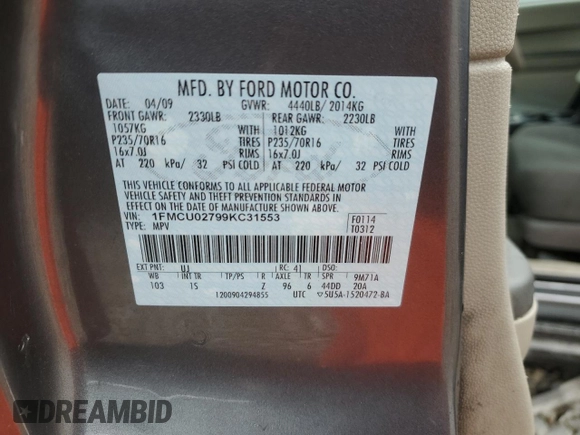 MFD. BY FORD MOTOR CO.
DATE: 04/09 GVWR: 4440LB/ 2014KG
FRONT GAWR: 2330LB REAR GAWR: 2230LB
1057KG WITH 1012KG WITH
P235/70R16 TIRES P235/70R16 TIRES
16x7.0J RIMS 16x7.0J RIMS
AT 220 kPa/ 32 PSI COLD AT 220 kPa/ 32 PSI COLD
THIS VEHICLE CONFORMS TO ALL APPLICABLE FEDERAL MOTOR
VEHICLE SAFETY AND THEFT PREVENTION STANDARDS IN EFFECT
ON THE DATE OF MANUFACTURE SHOWN ABOVE.
VIN: 1FMCU02799KC31553 F0114
TYPE: MPV T0312
EXT PNT: UJ RC: 41 DSO:
WB INT TR TP/PS R AXLE TR SPR 9M71A
103 IS Z 96 6 44DD 20A
1200904294855 UTC ▽5U5A-1520472-BA
DREAMBID